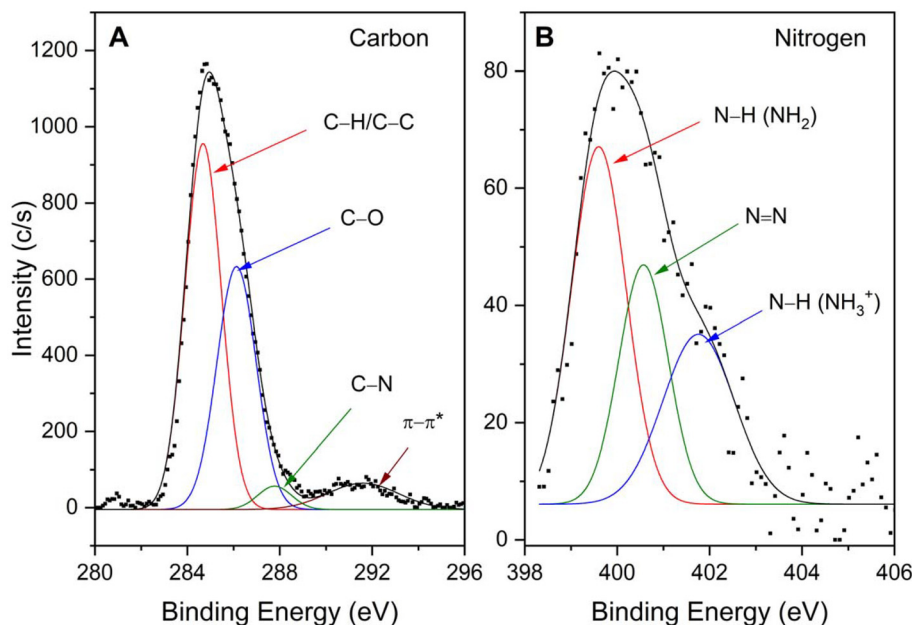 A
Carbon
Intensity (c/s)
1200
1000
800
600
400
200
0
C–H/C–C
C–O
C–N
π–π*
280
284
288
292
296
Binding Energy (eV)
B
Nitrogen
80
60
40
20
0
N–H (NH₂)
N=N
N–H (NH₃⁺)
398
400
402
404
406
Binding Energy (eV)